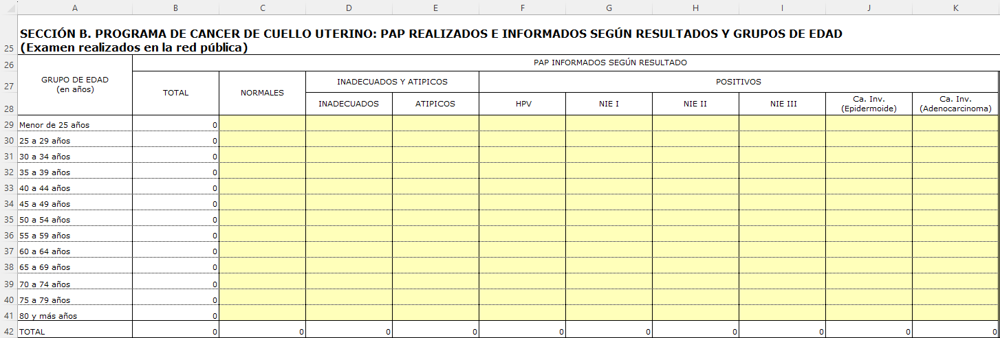 A B C D E F G H I J K
25 SECCIÓN B. PROGRAMA DE CANCER DE CUELLO UTERINO: PAP REALIZADOS E INFORMADOS SEGÚN RESULTADOS Y GRUPOS DE EDAD
(Examen realizados en la red pública)
26 GRUPO DE EDAD (en años) PAP INFORMADOS SEGÚN RESULTADO
27 TOTAL NORMALES INADECUADOS Y ATIPICOS POSITIVOS
28 INADECUADOS ATIPICOS HPV NIE I NIE II NIE III Ca. Inv. (Epidermoide) Ca. Inv. (Adenocarcinoma)
29 Menor de 25 años 0
30 25 a 29 años 0
31 30 a 34 años 0
32 35 a 39 años 0
33 40 a 44 años 0
34 45 a 49 años 0
35 50 a 54 años 0
36 55 a 59 años 0
37 60 a 64 años 0
38 65 a 69 años 0
39 70 a 74 años 0
40 75 a 79 años 0
41 80 y más años 0
42 TOTAL 0 0 0 0 0 0 0 0 0 0